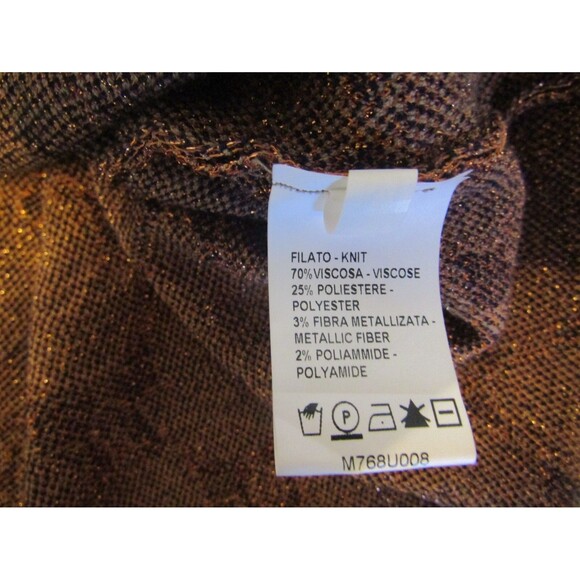 FILATO - KNIT
70% VISCOSA - VISCOSE
25% POLIESTERE -
POLYESTER
3% FIBRA METALLIZATA -
METALLIC FIBER
2% POLIAMMIDE -
POLYAMIDE
P
M768U008